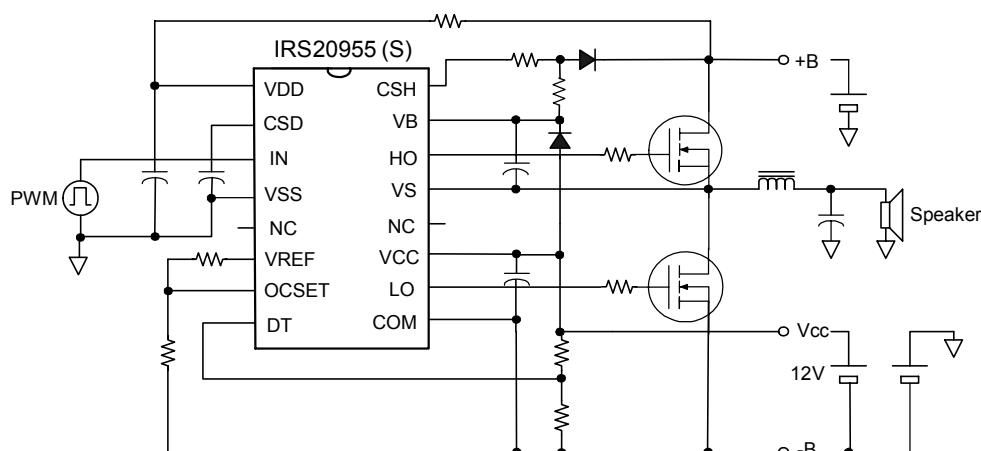 IRS20955 (S)
VDD
CSD
IN
VSS
NC
VREF
OCSET
DT
CSH
VB
HO
VS
NC
VCC
LO
COM
PWM
+B
Speaker
Vcc
12V
-B